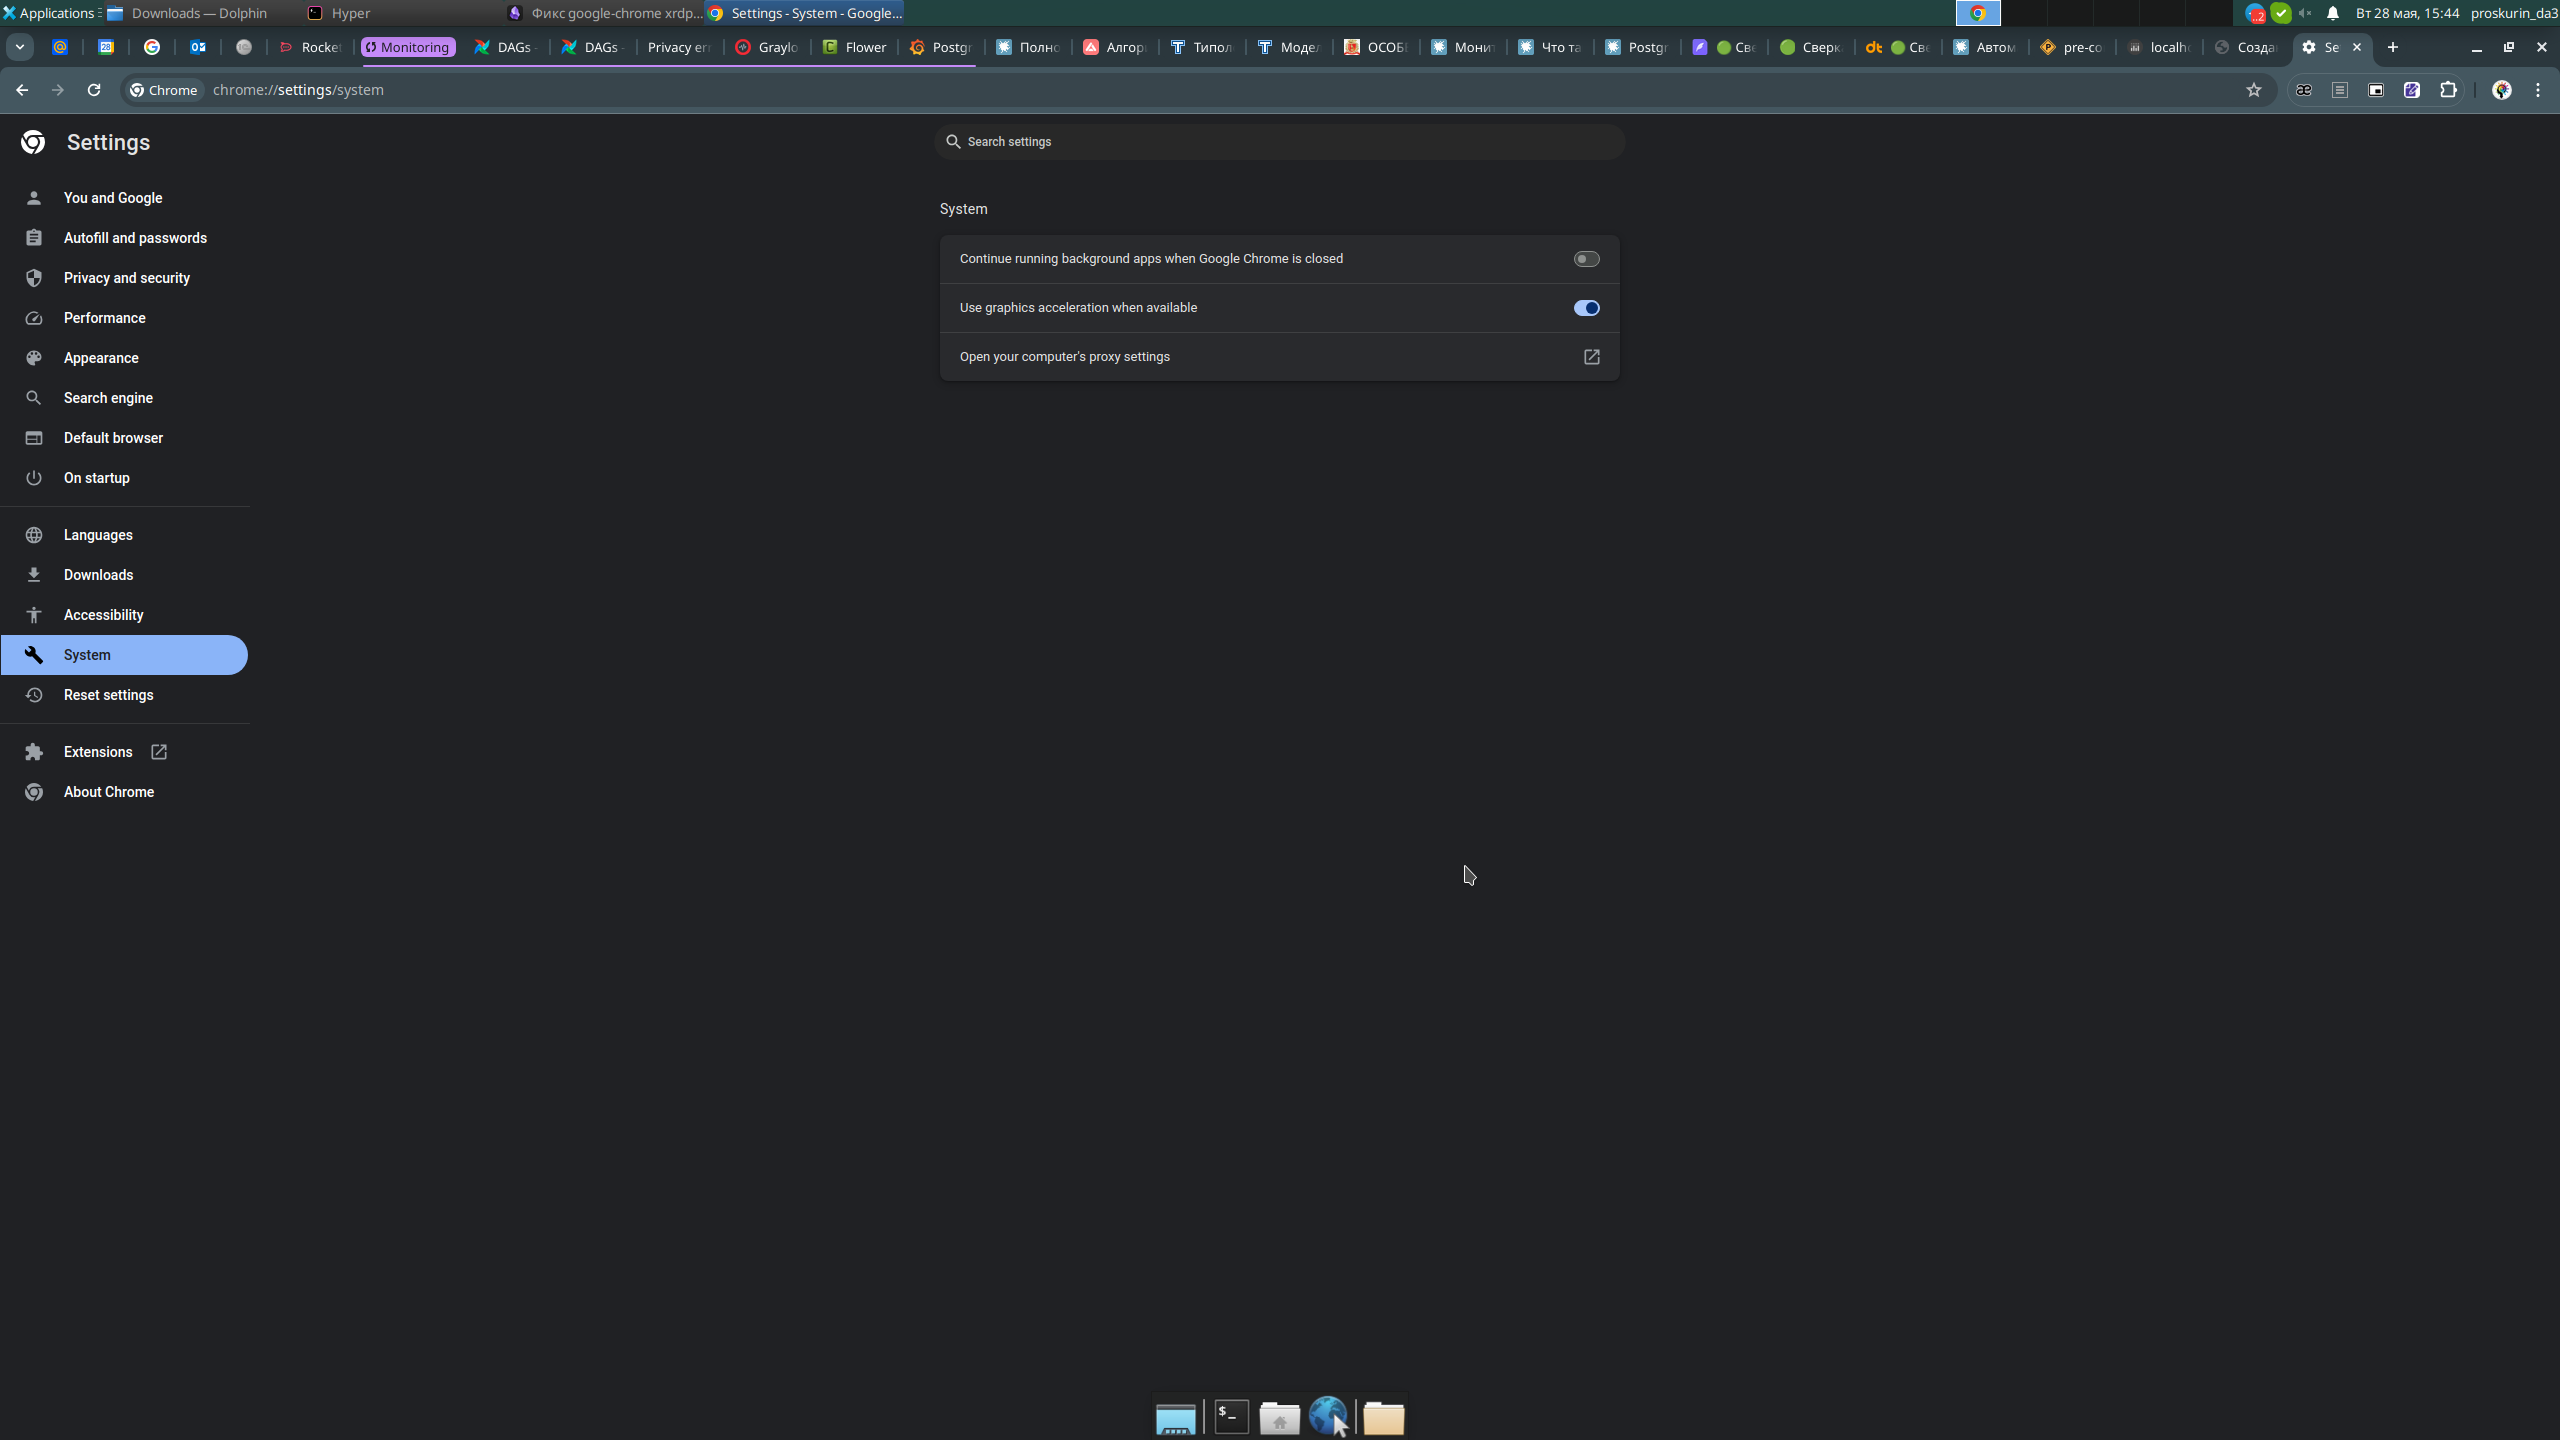 Applications Downloads — Dolphin Hyper Фикс google-chrome xrdp... Settings - System - Google... Вт 28 мая, 15:44 proskurin_da3
Rocke Monitoring DAGs - DAGs - Privacy er Graylo Flower Postgr Полно Алгор Типол Модел ОСОБ Мони Что та Postgr Све Сверк Све Автом pre-co localh Созда Se
Chrome chrome://settings/system
Settings
Search settings
You and Google
Autofill and passwords
Privacy and security
Performance
Appearance
Search engine
Default browser
On startup
Languages
Downloads
Accessibility
System
Reset settings
Extensions
About Chrome
System
Continue running background apps when Google Chrome is closed
Use graphics acceleration when available
Open your computer's proxy settings